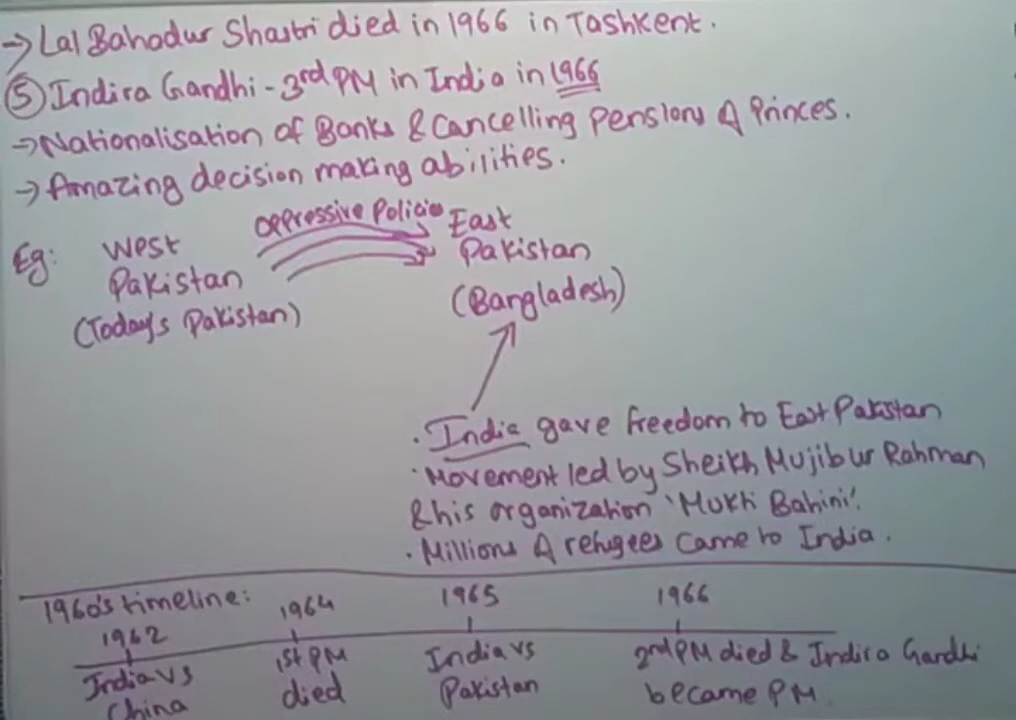 → Lal Bahadur Shastri died in 1966 in Tashkent.
⑤ Indira Gandhi - 3rd PM in India in 1966
→ Nationalisation of Banks & Cancelling Pensions of Princes.
→ Amazing decision making abilities.
Eg: West Pakistan (Today's Pakistan)
oppressive Policies
East Pakistan (Bangladesh)
. India gave freedom to East Pakistan
. Movement led by Sheikh Mujibur Rahman
& his organization 'Mukti Bahini'.
. Millions of refugees came to India.
1960's timeline:
1962
India vs
China
1964
1st PM
died
1965
India vs
Pakistan
1966
2nd PM died & Indira Gandhi
became PM